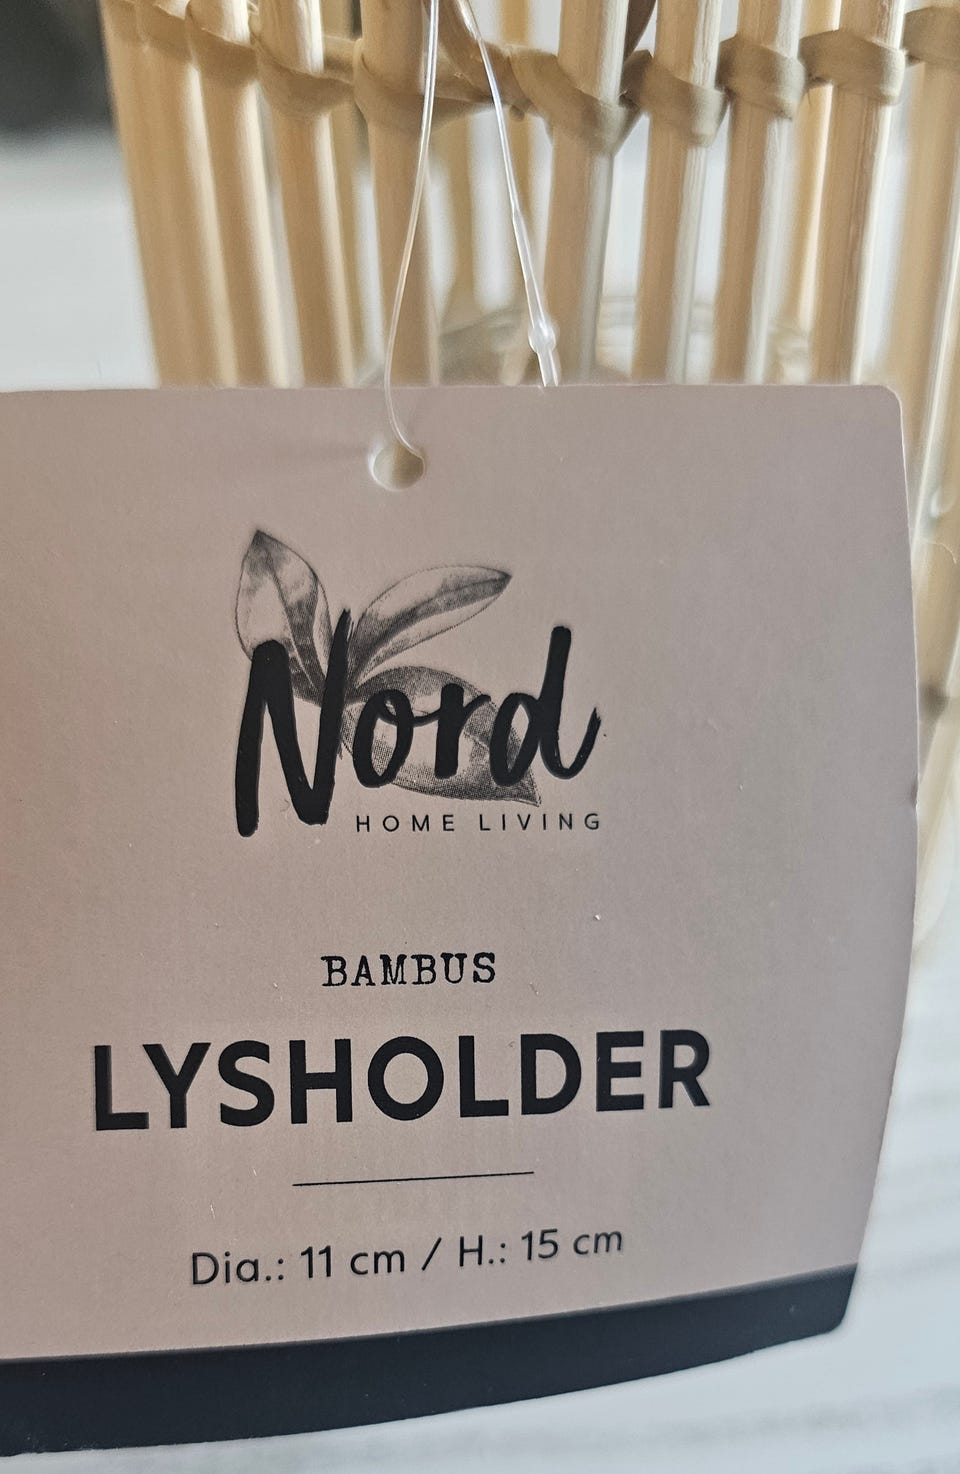 Nord
HOME LIVING
BAMBUS
LYSHOLDER
Dia.: 11 cm / H.: 15 cm